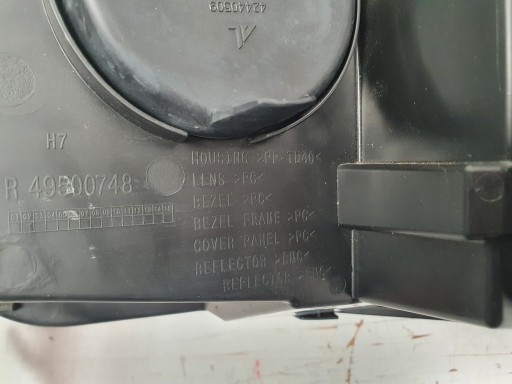 42440509
AL
H7
R 49500748
HOUSING >PP-TD40<
LENS >PC<
BEZEL >PC<
BEZEL FRAME >PC<
COVER PANEL >PC<
REFLECTOR >BMC<
REFLECTOR >BMC<